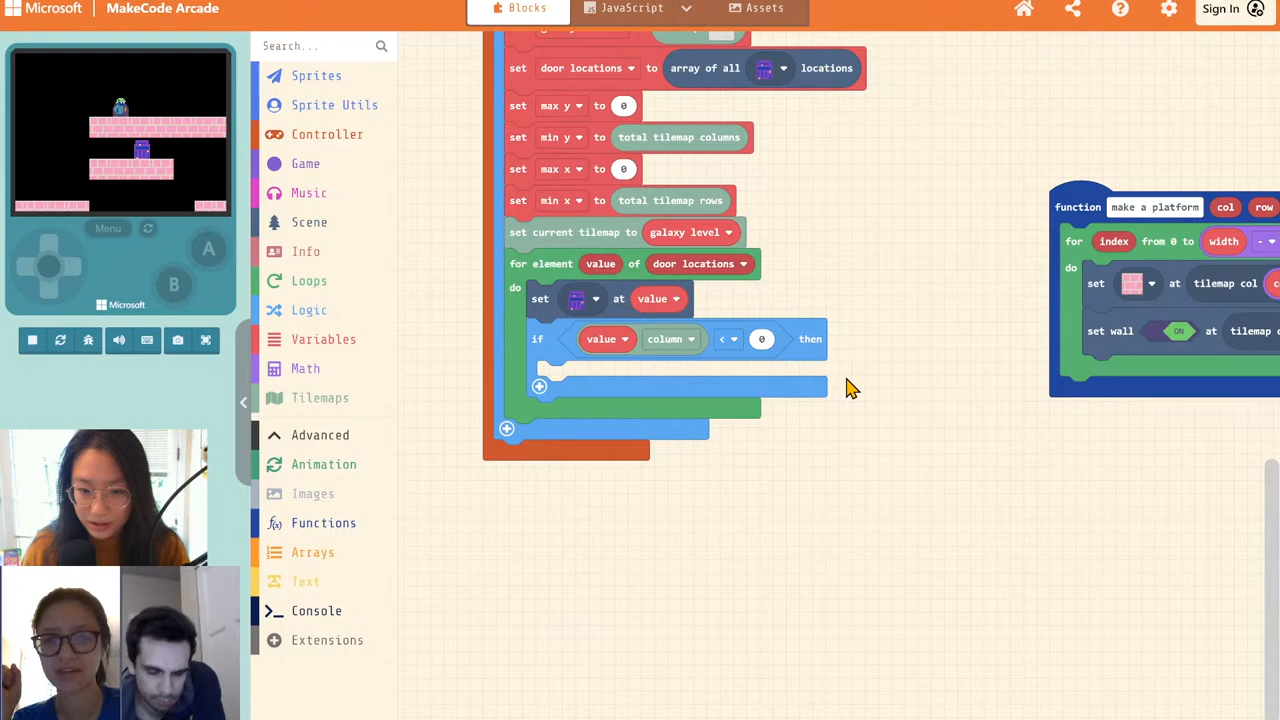 Microsoft MakeCode Arcade Blocks JavaScript Assets Sign In
Search...
Sprites
Sprite Utils
Controller
Game
Music
Scene
Info
Loops
Logic
Variables
Math
Tilemaps
Advanced
Animation
Images
Functions
Arrays
Text
Console
Extensions
Menu
A
B
Microsoft
set door locations to array of all locations
set max y to 0
set min y to total tilemap columns
set max x to 0
set min x to total tilemap rows
set current tilemap to galaxy level
for element value of door locations
do
set at value
if value column < 0 then
function make a platform col row
for index from 0 to width -
do
set at tilemap col
set wall ON at tilemap